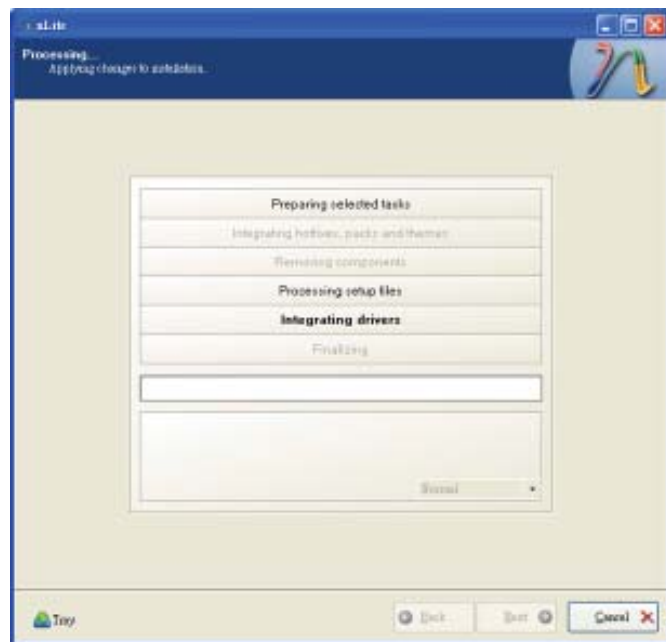 nLite
Processing...
Applying changes to installation.
Preparing selected tasks
Integrating hotfixes, packs and themes
Removing components
Processing setup files
Integrating drivers
Finalizing
Normal
Tray
Back
Next
Cancel